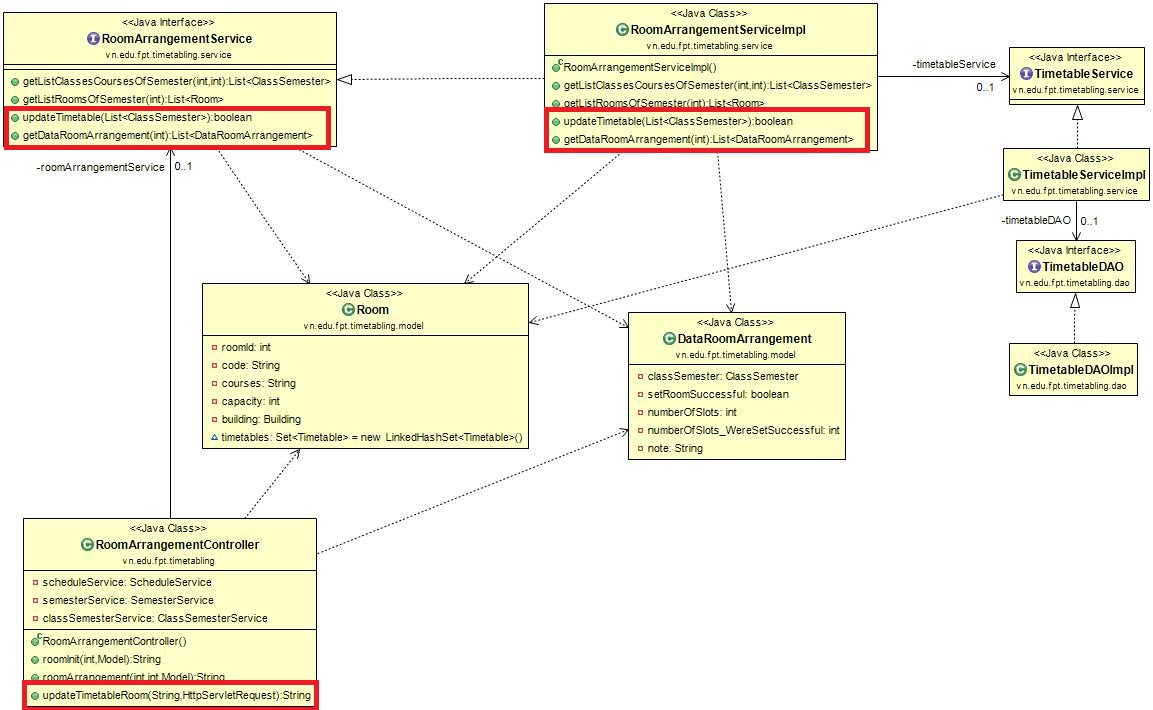 <<Java Interface>>
RoomArrangementService
vn.edu.fpt.timetabling.service
getListClassesCoursesOfSemester(int,int):List<ClassSemester>
getListRoomsOfSemester(int):List<Room>
updateTimetable(List<ClassSemester>):boolean
getDataRoomArrangement(int):List<DataRoomArrangement>
<<Java Class>>
RoomArrangementServiceImpl
vn.edu.fpt.timetabling.service
RoomArrangementServiceImpl()
getListClassesCoursesOfSemester(int,int):List<ClassSemester>
getListRoomsOfSemester(int):List<Room>
updateTimetable(List<ClassSemester>):boolean
getDataRoomArrangement(int):List<DataRoomArrangement>
-timetableService
0..1
<<Java Interface>>
TimetableService
vn.edu.fpt.timetabling.service
<<Java Class>>
TimetableServiceImpl
vn.edu.fpt.timetabling.service
-timetableDAO
0..1
<<Java Interface>>
TimetableDAO
vn.edu.fpt.timetabling.dao
<<Java Class>>
TimetableDAOImpl
vn.edu.fpt.timetabling.dao
-roomArrangementService
0..1
<<Java Class>>
Room
vn.edu.fpt.timetabling.model
roomId: int
code: String
courses: String
capacity: int
building: Building
timetables: Set<Timetable> = new LinkedHashSet<Timetable>()
<<Java Class>>
DataRoomArrangement
vn.edu.fpt.timetabling.model
classSemester: ClassSemester
setRoomSuccessful: boolean
numberOfSlots: int
numberOfSlots_WereSetSuccessful: int
note: String
<<Java Class>>
RoomArrangementController
vn.edu.fpt.timetabling
scheduleService: ScheduleService
semesterService: SemesterService
classSemesterService: ClassSemesterService
RoomArrangementController()
roomInit(int,Model):String
roomArrangement(int,int,Model):String
updateTimetableRoom(String,HttpServletRequest):String